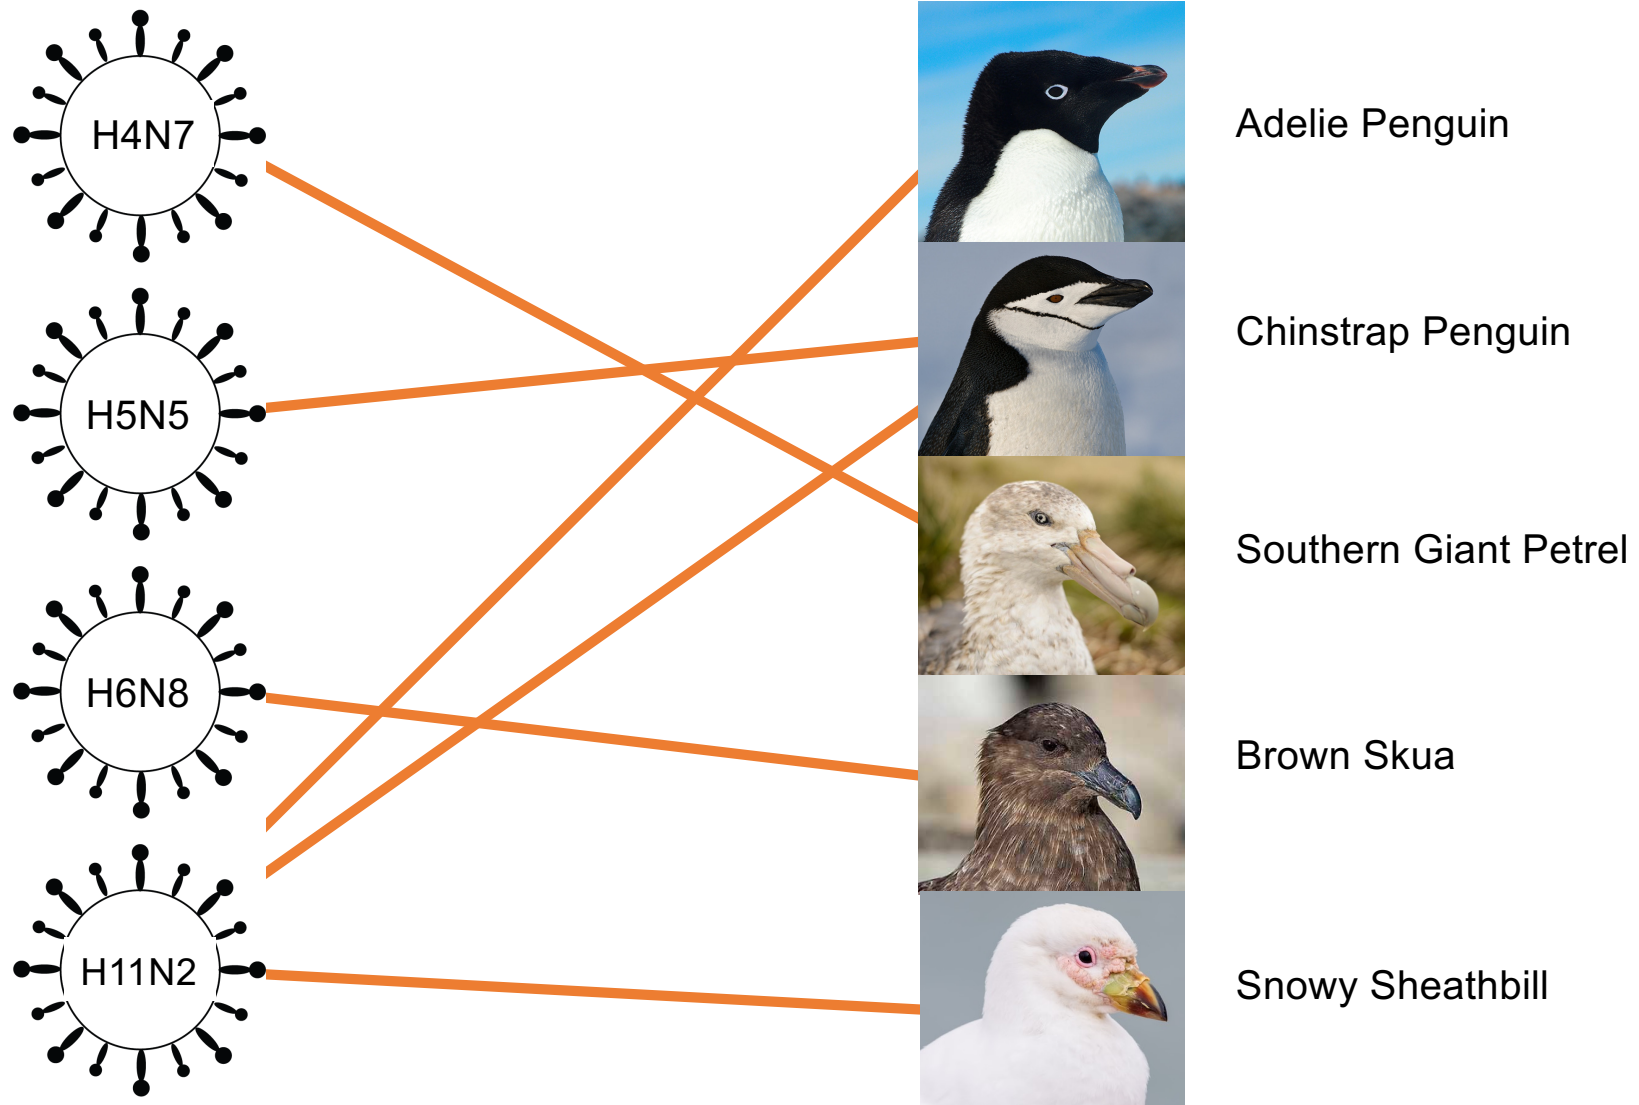 H4N7
Adelie Penguin
Chinstrap Penguin
H5N5
Southern Giant Petrel
H6N8
Brown Skua
H11N2
Snowy Sheathbill